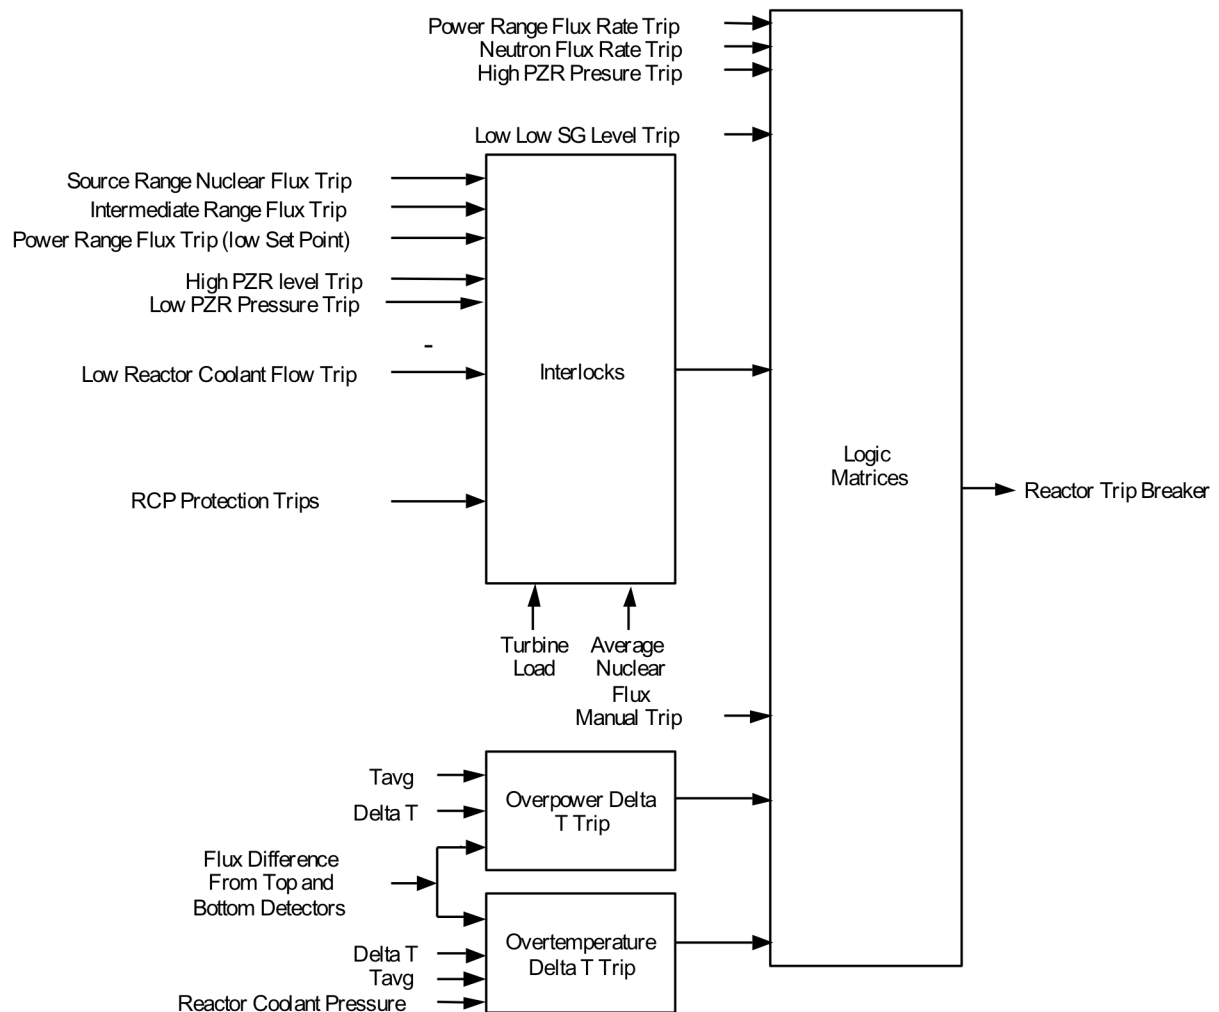 Power Range Flux Rate Trip
Neutron Flux Rate Trip
High PZR Presure Trip
Low Low SG Level Trip
Source Range Nuclear Flux Trip
Intermediate Range Flux Trip
Power Range Flux Trip (low Set Point)
High PZR level Trip
Low PZR Pressure Trip
-
Low Reactor Coolant Flow Trip
RCP Protection Trips
Interlocks
Turbine
Load
Average
Nuclear
Flux
Manual Trip
Logic
Matrices
Reactor Trip Breaker
Tavg
Delta T
Flux Difference
From Top and
Bottom Detectors
Delta T
Tavg
Reactor Coolant Pressure
Overpower Delta
T Trip
Overtemperature
Delta T Trip